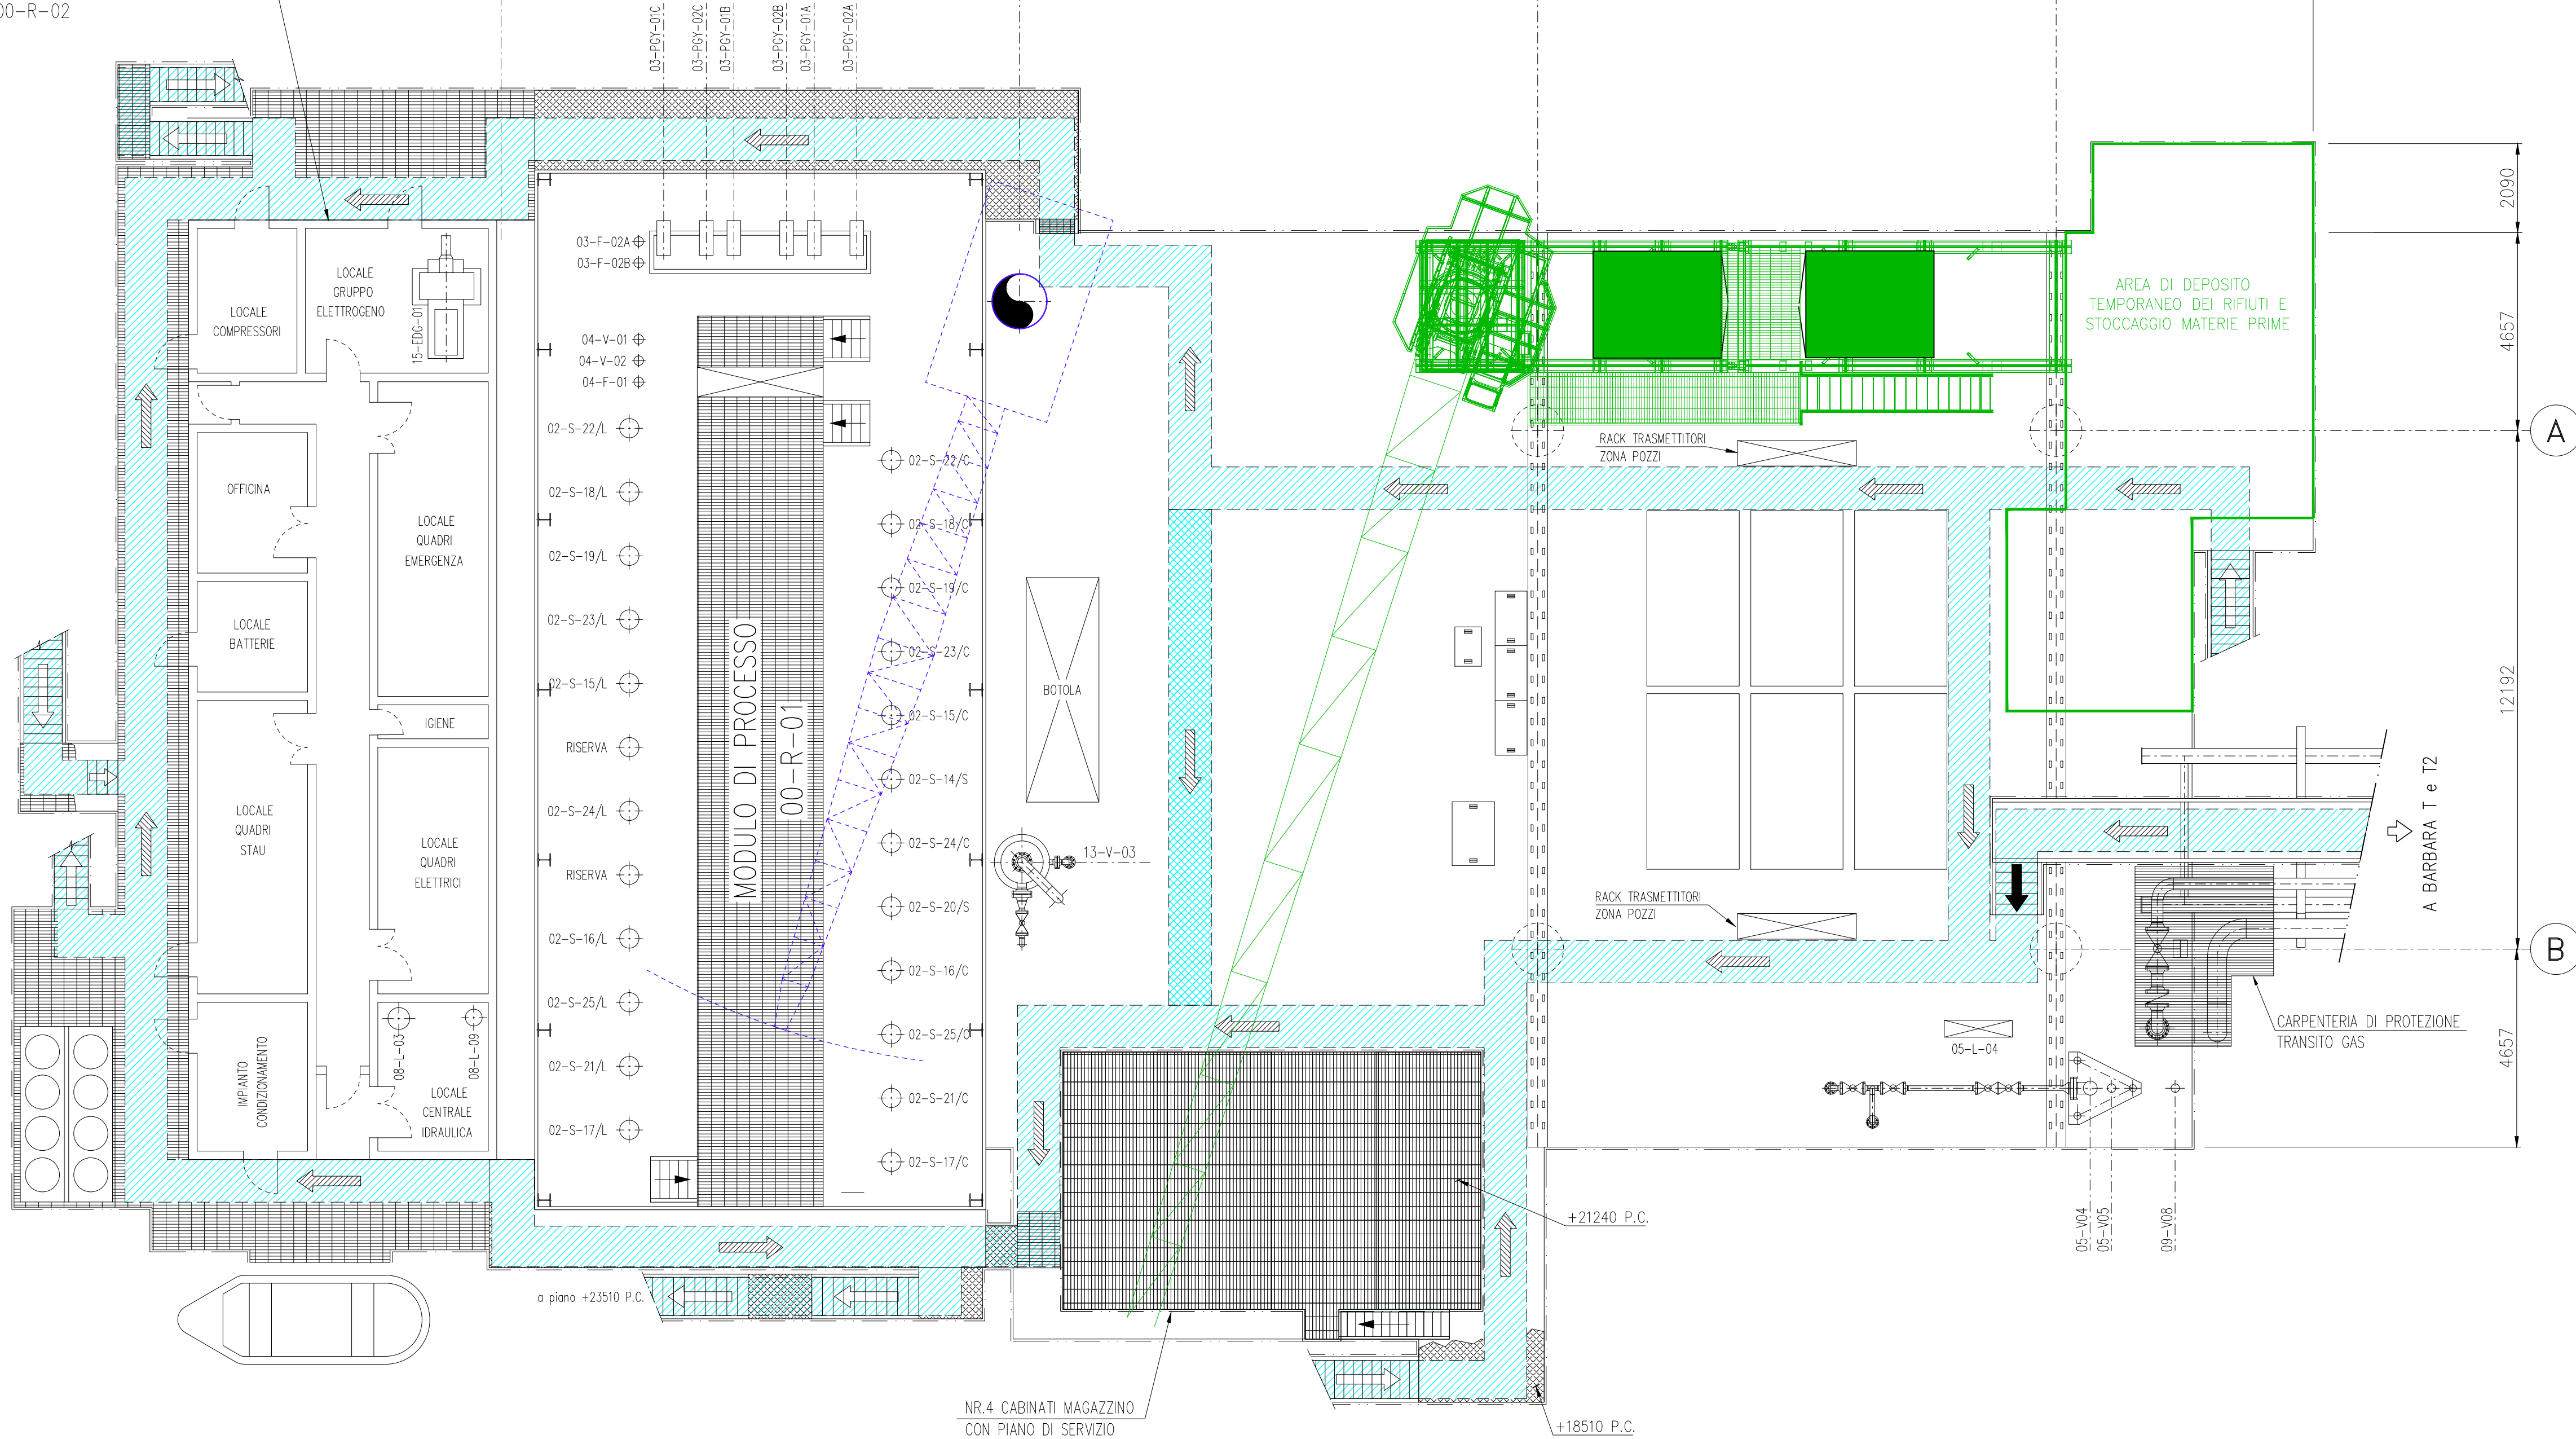 00-R-02
03-PGY-01C
03-PGY-02C
03-PGY-01B
03-PGY-02B
03-PGY-01A
03-PGY-02A
03-F-02A
03-F-02B
LOCALE
COMPRESSORI
LOCALE
GRUPPO
ELETTROGENO
15-EDG-01
04-V-01
04-V-02
04-F-01
02-S-22/L
02-S-18/L
02-S-19/L
02-S-23/L
02-S-15/L
RISERVA
02-S-24/L
RISERVA
02-S-16/L
02-S-25/L
02-S-21/L
02-S-17/L
OFFICINA
LOCALE
QUADRI
EMERGENZA
LOCALE
BATTERIE
IGIENE
LOCALE
QUADRI
STAU
LOCALE
QUADRI
ELETTRICI
IMPIANTO
CONDIZIONAMENTO
08-L-03
08-L-09
LOCALE
CENTRALE
IDRAULICA
MODULO DI PROCESSO
00-R-01
02-S-22/C
02-S-18/C
02-S-19/C
02-S-23/C
02-S-15/C
02-S-14/S
02-S-24/C
02-S-20/S
02-S-16/C
02-S-25/C
02-S-21/C
02-S-17/C
BOTOLA
13-V-03
AREA DI DEPOSITO
TEMPORANEO DEI RIFIUTI E
STOCCAGGIO MATERIE PRIME
RACK TRASMETTITORI
ZONA POZZI
RACK TRASMETTITORI
ZONA POZZI
2090
4657
12192
4657
A
B
A BARBARA T e T2
CARPENTERIA DI PROTEZIONE
TRANSITO GAS
05-L-04
05-V04
05-V05
09-V08
+21240 P.C.
a piano +23510 P.C.
NR.4 CABINATI MAGAZZINO
CON PIANO DI SERVIZIO
+18510 P.C.